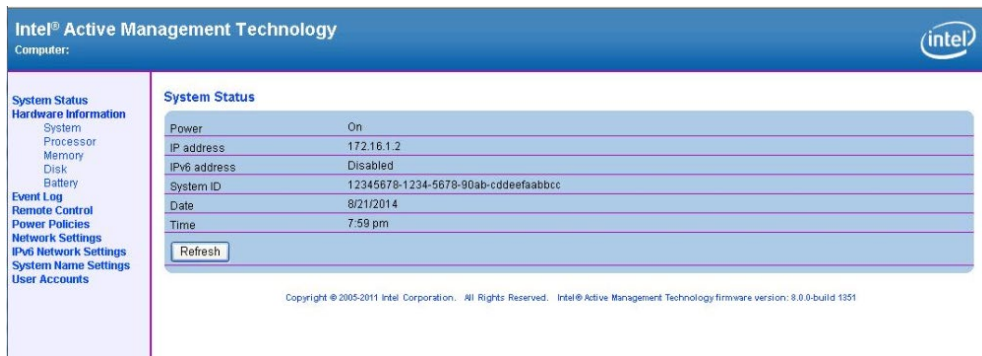 Intel® Active Management Technology
Computer:
intel
System Status
Hardware Information
System
Processor
Memory
Disk
Battery
Event Log
Remote Control
Power Policies
Network Settings
IPv6 Network Settings
System Name Settings
User Accounts
System Status
Power On
IP address 172.16.1.2
IPv6 address Disabled
System ID 12345678-1234-5678-90ab-cddeefaabbcc
Date 8/21/2014
Time 7:59 pm
Refresh
Copyright © 2005-2011 Intel Corporation. All Rights Reserved. Intel® Active Management Technology firmware version: 8.0.0-build 1351